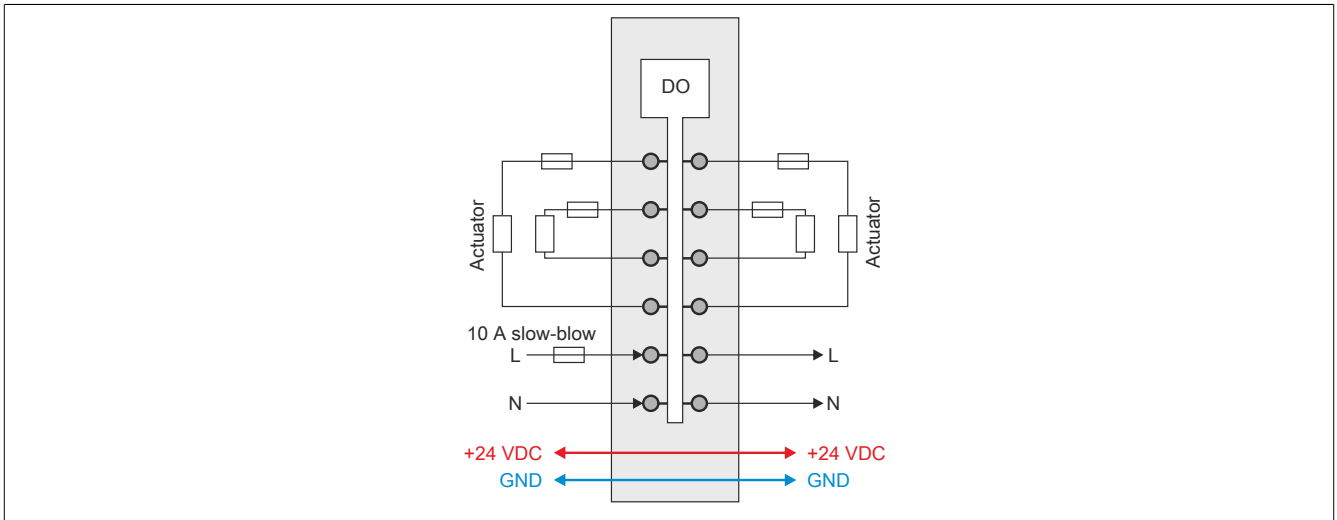 DO
Actuator
Actuator
10 A slow-blow
L
L
N
N
+24 VDC
+24 VDC
GND
GND